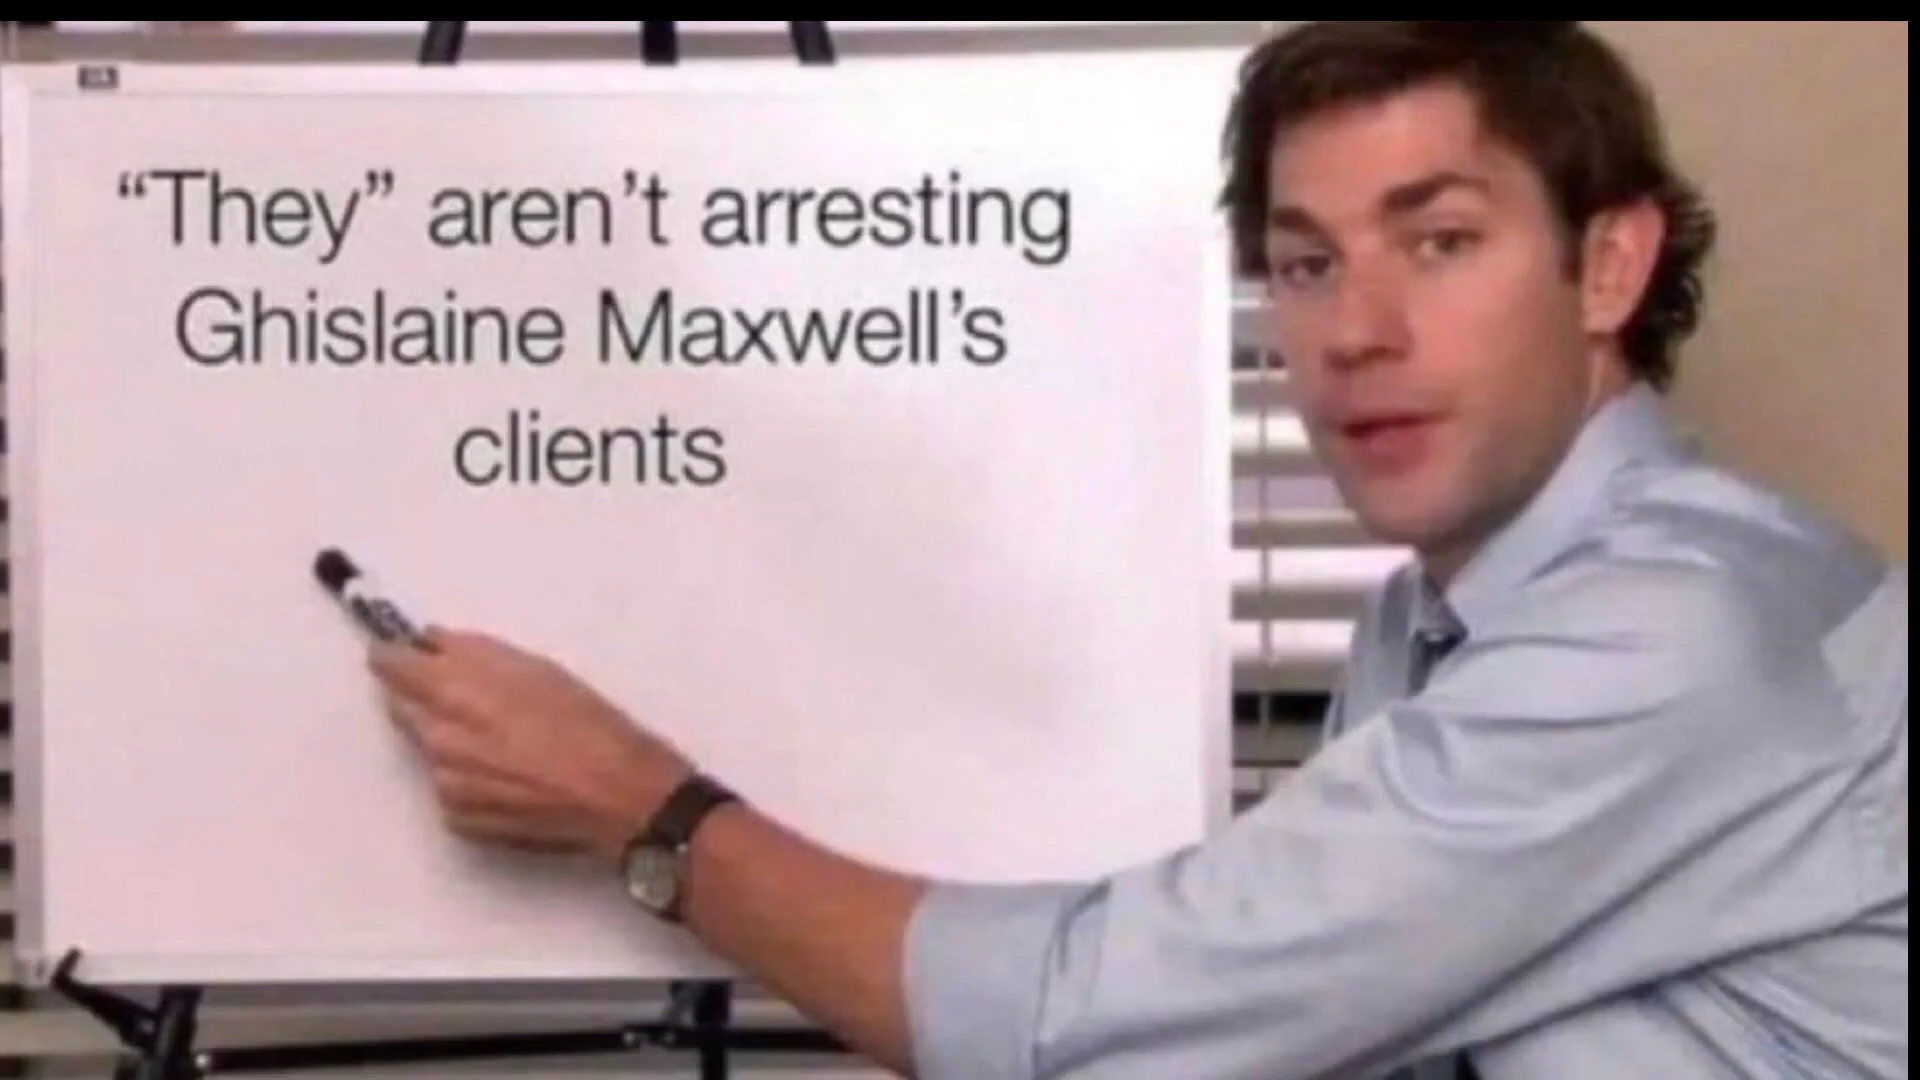 “They” aren’t arresting
Ghislaine Maxwell’s
clients